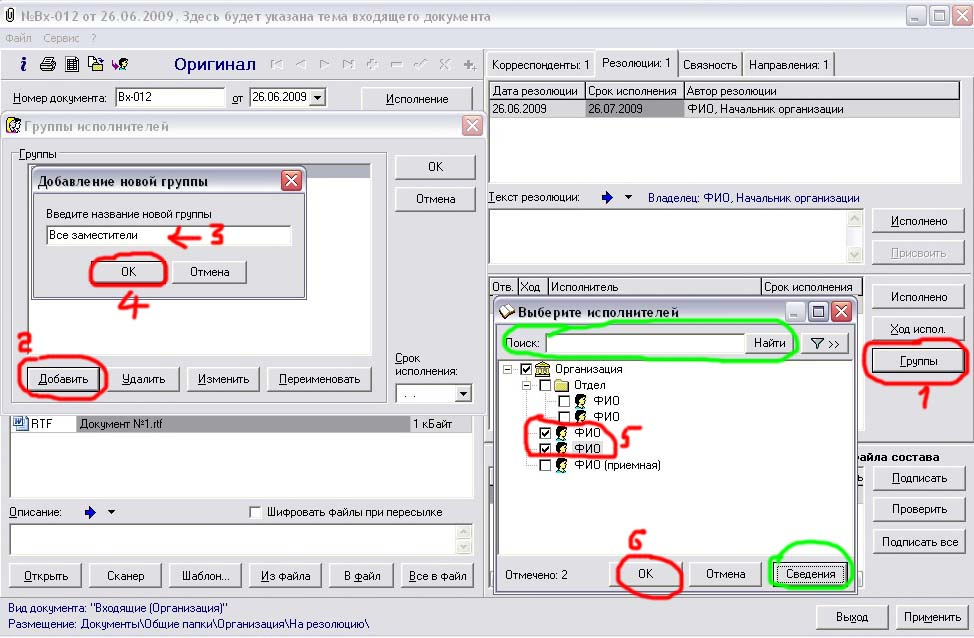 №Вх-012 от 26.06.2009. Здесь будет указана тема входящего документа
Файл Сервис ?
Оригинал
Номер документа: Вх-012 от 26.06.2009 Исполнение
Группы исполнителей
Группы
OK
Отмена
Добавление новой группы
Введите название новой группы
Все заместители
3
OK Отмена
4
2
Добавить Удалить Изменить Переименовать
Срок
исполнения:
. .
RTF Документ №1.rtf 1 кБайт
Описание: Шифровать файлы при пересылке
Открыть Сканер Шаблон... Из файла В файл Все в файл
Корреспонденты: 1 Резолюции: 1 Связность Направления: 1
Дата резолюции Срок исполнения Автор резолюции
26.06.2009 26.07.2009 ФИО, Начальник организации
Текст резолюции: Владелец: ФИО, Начальник организации
Исполнено
Присвоить
Отв. Ход Исполнитель Срок исполнения
Исполнено
Ход испол.
Группы
1
Выберите исполнителей
Поиск: Найти >>
Организация
Отдел
ФИО
ФИО
ФИО
ФИО
5
ФИО (приемная)
6
Отмечено: 2 OK Отмена Сведения
айла состава
Подписать
Проверить
Подписать все
Вид документа: "Входящие (Организация)"
Размещение: Документы\Общие папки\Организация\На резолюцию\
Выход Применить